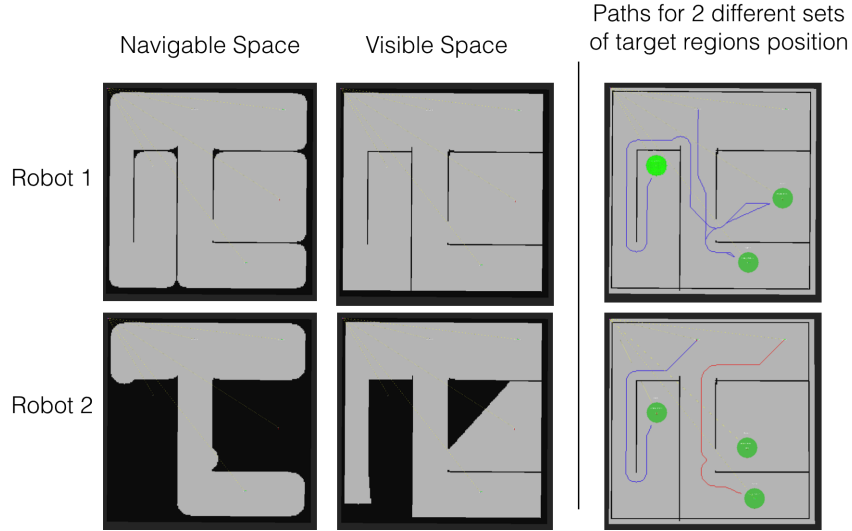 Paths for 2 different sets
of target regions position
Navigable Space
Visible Space
Robot 1
Robot 2